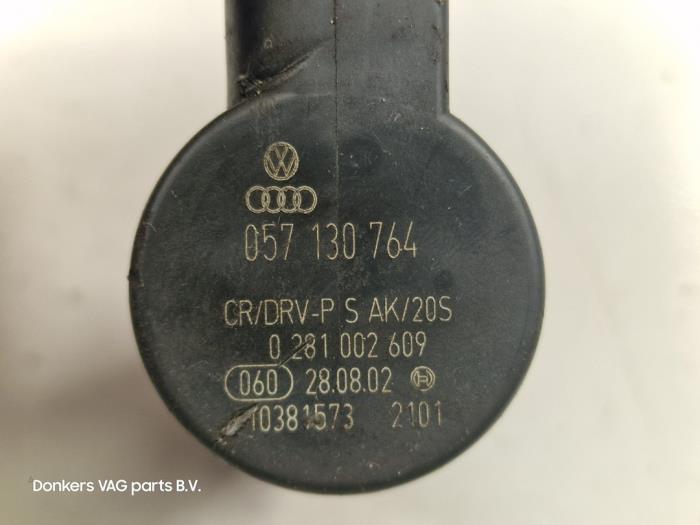 057 130 764
CR/DRV-P S AK/20S
0 281 002 609
060 28.08.02
10381573 2101
Donkers VAG parts B.V.